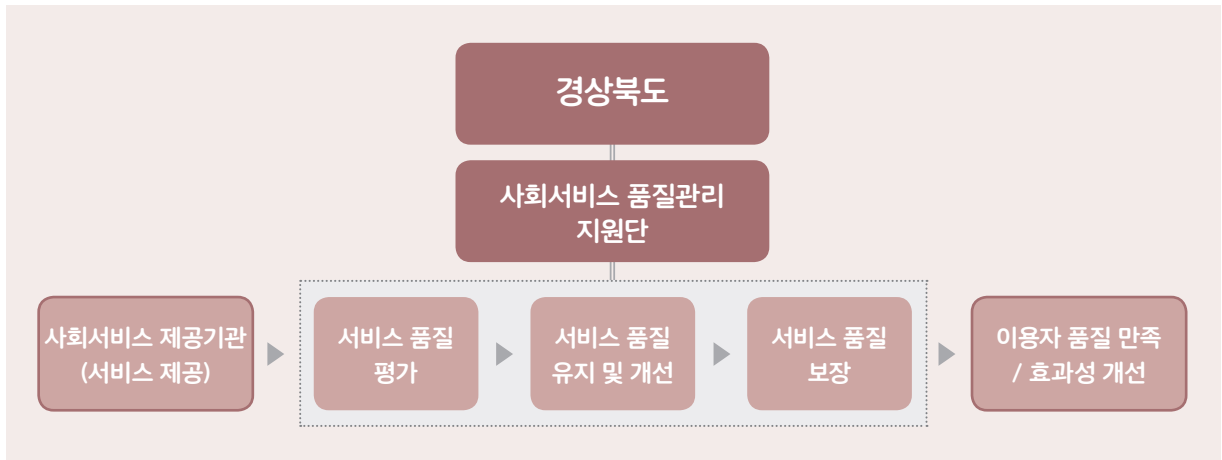 경상북도
사회서비스 품질관리
지원단
사회서비스 제공기관
(서비스 제공)
서비스 품질
평가
서비스 품질
유지 및 개선
서비스 품질
보장
이용자 품질 만족
/ 효과성 개선